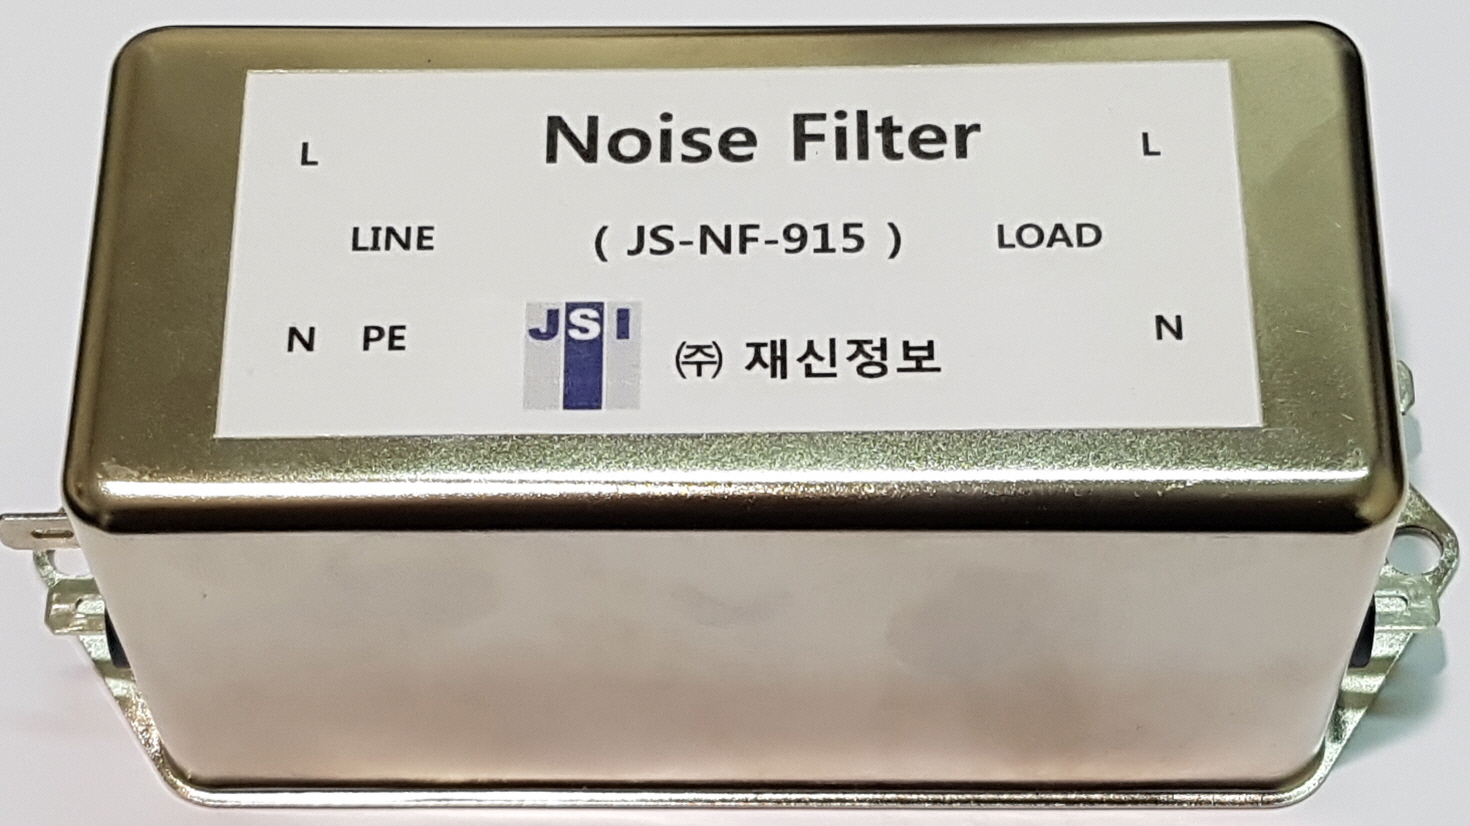 Noise Filter
L L
LINE ( JS-NF-915 ) LOAD
N PE JSI ㈜ 재신정보 N